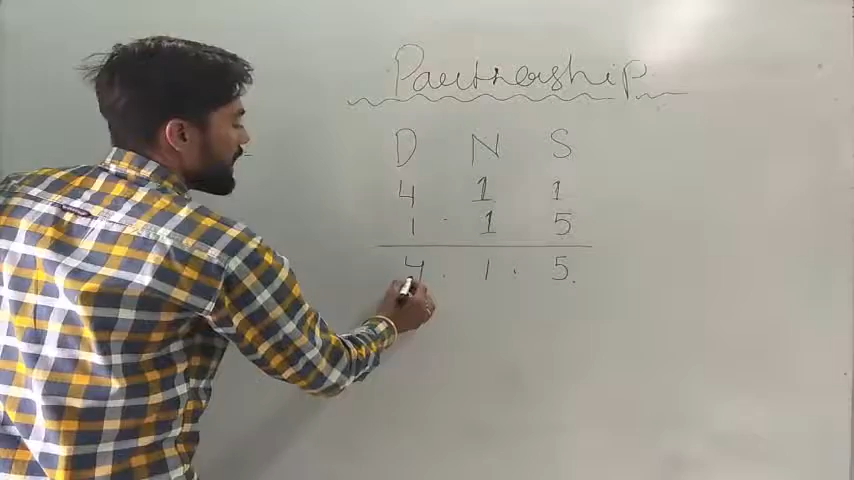 Partnership
D N S
4 1 1
1 1 5
4 . 1 . 5